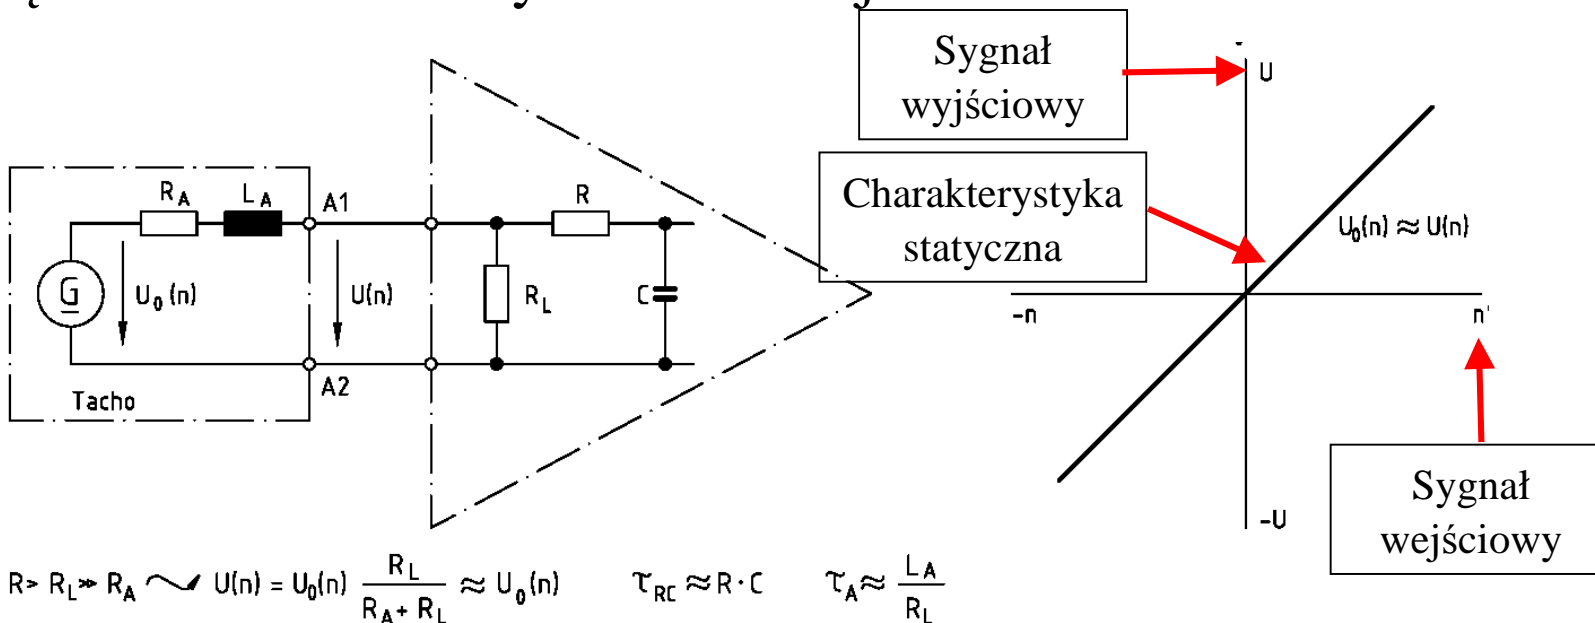 Sygnał
wyjściowy
U
Charakterystyka
statyczna
U₀(n) ≈ U(n)
-n
n'
-U
Sygnał
wejściowy
R_A
L_A
A1
R
G
U₀(n)
U(n)
R_L
C
A2
Tacho
R > R_L ≫ R_A ⤳ U(n) = U₀(n) R_L / (R_A + R_L) ≈ U₀(n) τ_RC ≈ R · C τ_A ≈ L_A / R_L